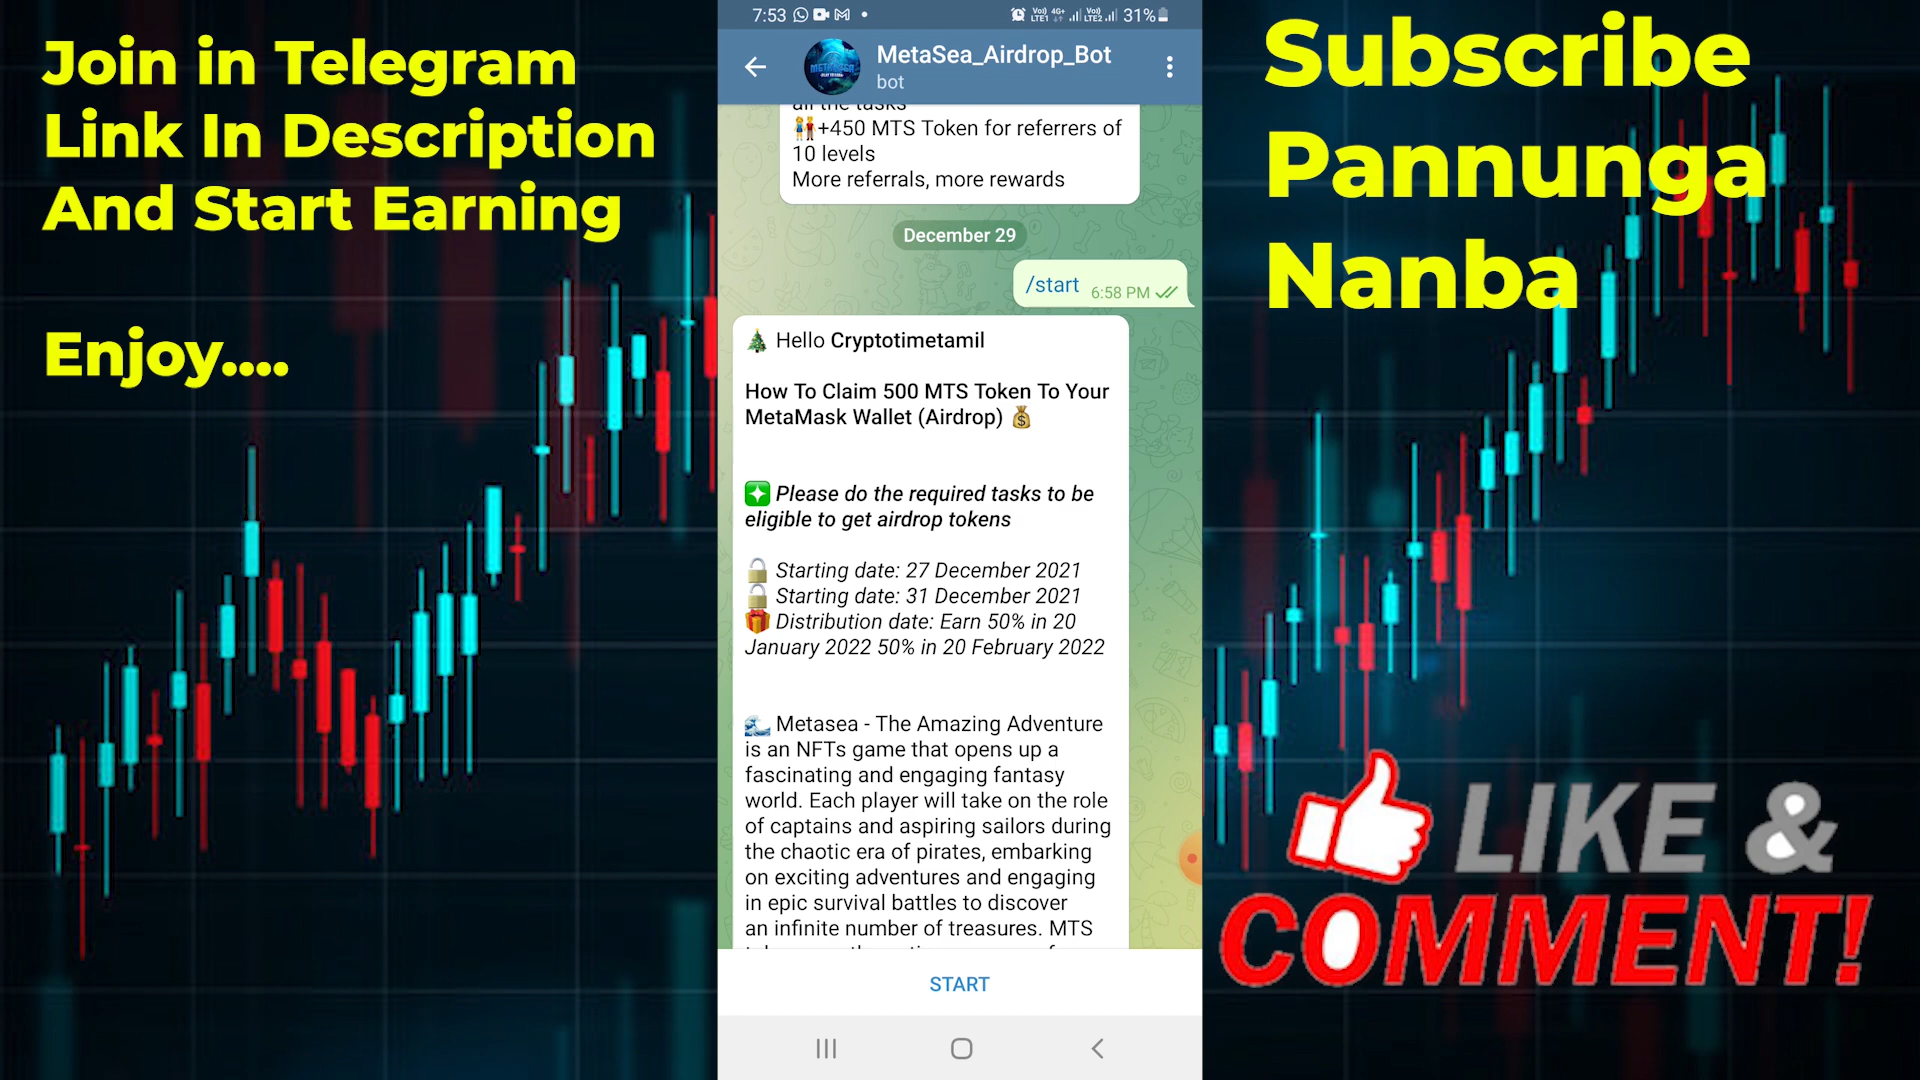 Join in Telegram
Link In Description
And Start Earning
Enjoy....
7:53
31%
MetaSea_Airdrop_Bot
bot
all the tasks
+450 MTS Token for referrers of
10 levels
More referrals, more rewards
December 29
/start 6:58 PM
Hello Cryptotimetamil
How To Claim 500 MTS Token To Your
MetaMask Wallet (Airdrop)
Please do the required tasks to be
eligible to get airdrop tokens
Starting date: 27 December 2021
Starting date: 31 December 2021
Distribution date: Earn 50% in 20
January 2022 50% in 20 February 2022
Metasea - The Amazing Adventure
is an NFTs game that opens up a
fascinating and engaging fantasy
world. Each player will take on the role
of captains and aspiring sailors during
the chaotic era of pirates, embarking
on exciting adventures and engaging
in epic survival battles to discover
an infinite number of treasures. MTS
START
Subscribe
Pannunga
Nanba
LIKE &
COMMENT!